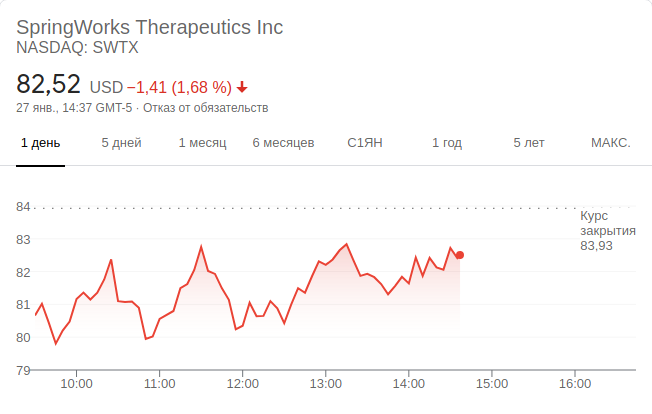 SpringWorks Therapeutics Inc
NASDAQ: SWTX
82,52 USD −1,41 (1,68 %)
27 янв., 14:37 GMT-5 · Отказ от обязательств
1 день 5 дней 1 месяц 6 месяцев С1ЯН 1 год 5 лет МАКС.
84
Курс
закрытия
83,93
83
82
81
80
79
10:00 11:00 12:00 13:00 14:00 15:00 16:00